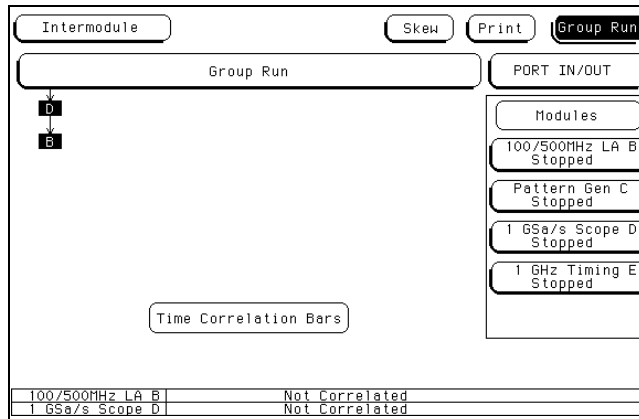 Intermodule
Skew
Print
Group Run
Group Run
PORT IN/OUT
D
B
Modules
100/500MHz LA B
Stopped
Pattern Gen C
Stopped
1 GSa/s Scope D
Stopped
1 GHz Timing E
Stopped
Time Correlation Bars
100/500MHz LA B Not Correlated
1 GSa/s Scope D Not Correlated